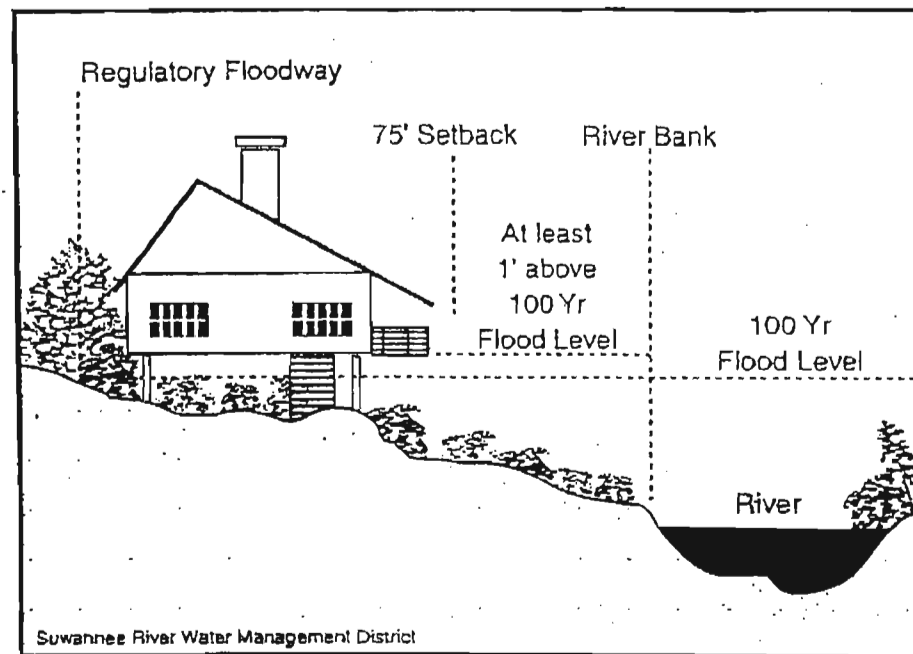 Regulatory Floodway
75' Setback
River Bank
At least
1' above
100 Yr
Flood Level
100 Yr
Flood Level
River
Suwannee River Water Management District